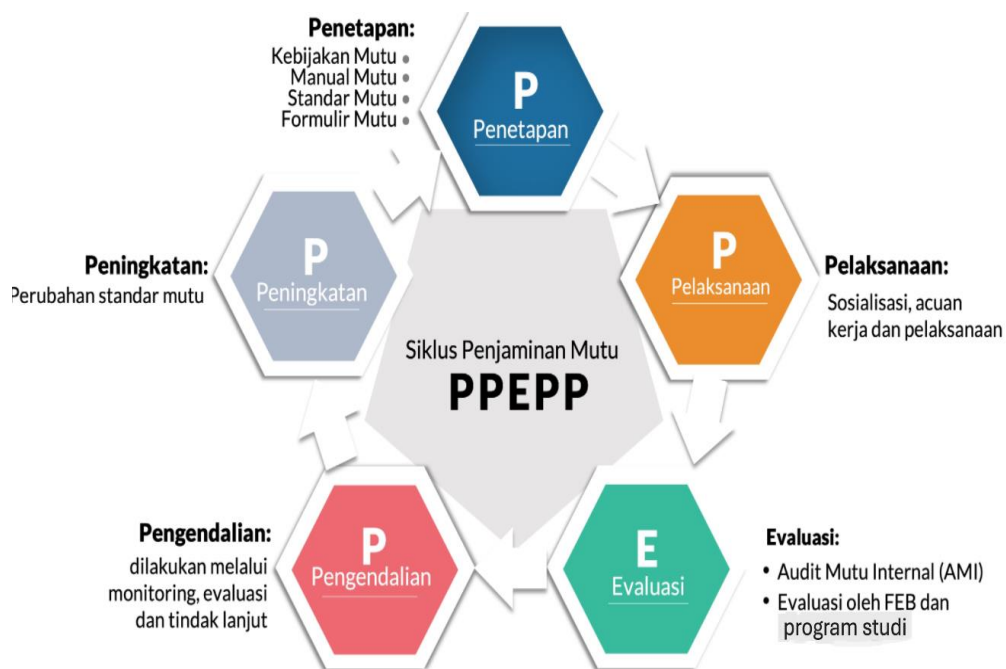 Penetapan:
Kebijakan Mutu •
Manual Mutu •
Standar Mutu •
Formulir Mutu •
P
Penetapan
P
Pelaksanaan
Pelaksanaan:
Sosialisasi, acuan
kerja dan pelaksanaan
E
Evaluasi
Evaluasi:
• Audit Mutu Internal (AMI)
• Evaluasi oleh FEB dan
program studi
P
Pengendalian
Pengendalian:
dilakukan melalui
monitoring, evaluasi
dan tindak lanjut
P
Peningkatan
Peningkatan:
Perubahan standar mutu
Siklus Penjaminan Mutu
PPEPP